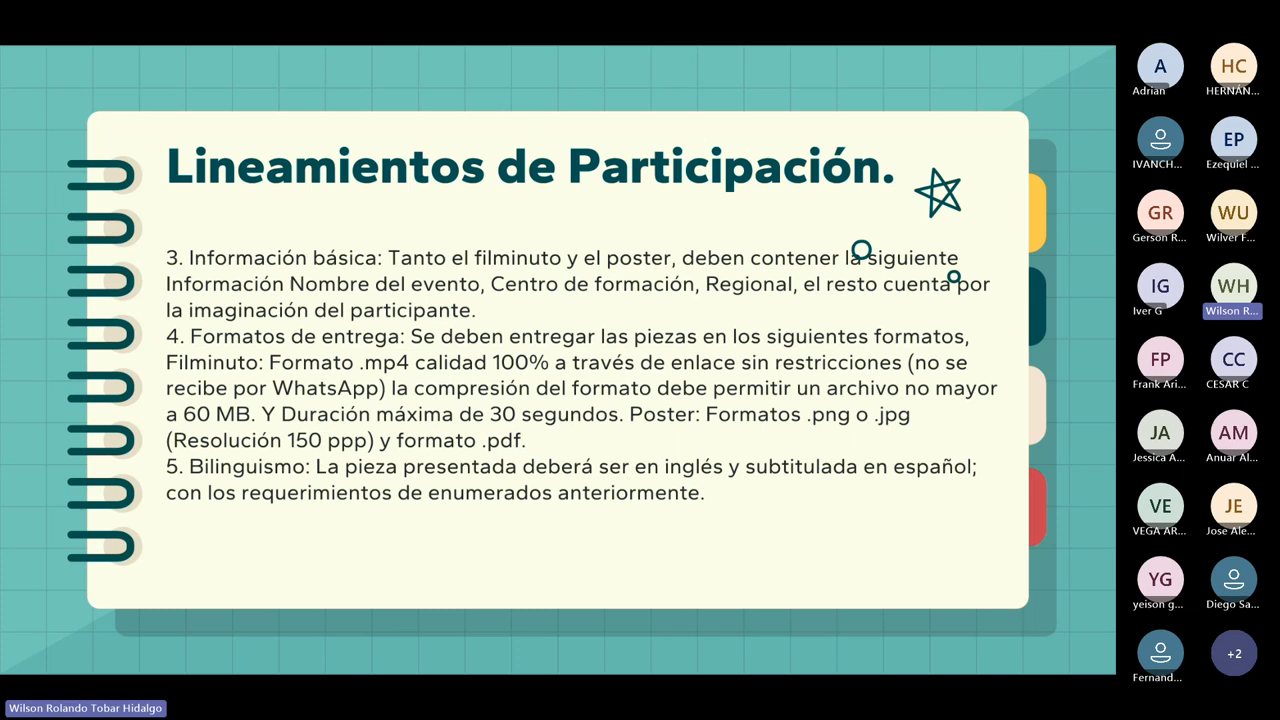 Lineamientos de Participación.
3. Información básica: Tanto el filminuto y el poster, deben contener la siguiente
Información Nombre del evento, Centro de formación, Regional, el resto cuenta por
la imaginación del participante.
4. Formatos de entrega: Se deben entregar las piezas en los siguientes formatos,
Filminuto: Formato .mp4 calidad 100% a través de enlace sin restricciones (no se
recibe por WhatsApp) la compresión del formato debe permitir un archivo no mayor
a 60 MB. Y Duración máxima de 30 segundos. Poster: Formatos .png o .jpg
(Resolución 150 ppp) y formato .pdf.
5. Bilinguismo: La pieza presentada deberá ser en inglés y subtitulada en español;
con los requerimientos de enumerados anteriormente.
A
Adrian
HC
HERNÁN...
IVANCH...
EP
Ezequiel ...
GR
Gerson R...
WU
Wilver F...
IG
Iver G
WH
Wilson R...
FP
Frank Ari...
CC
CESAR C
JA
Jessica A...
AM
Anuar Al...
VE
VEGA AR...
JE
Jose Ale...
YG
yeison g...
Diego Sa...
Fernand...
+2
Wilson Rolando Tobar Hidalgo